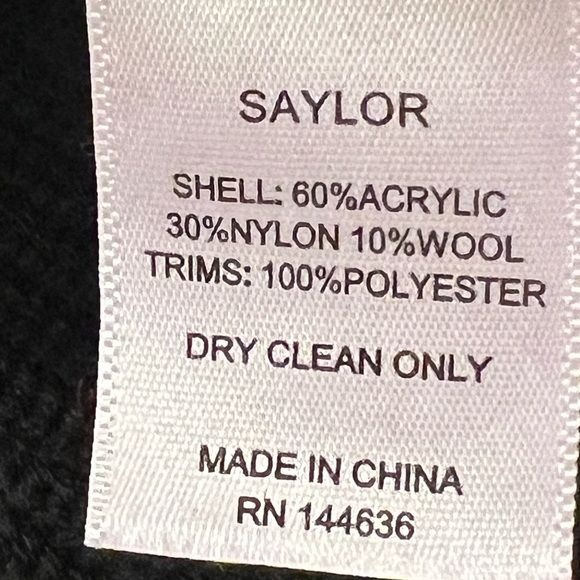 SAYLOR
SHELL: 60%ACRYLIC
30%NYLON 10%WOOL
TRIMS: 100%POLYESTER
DRY CLEAN ONLY
MADE IN CHINA
RN 144636